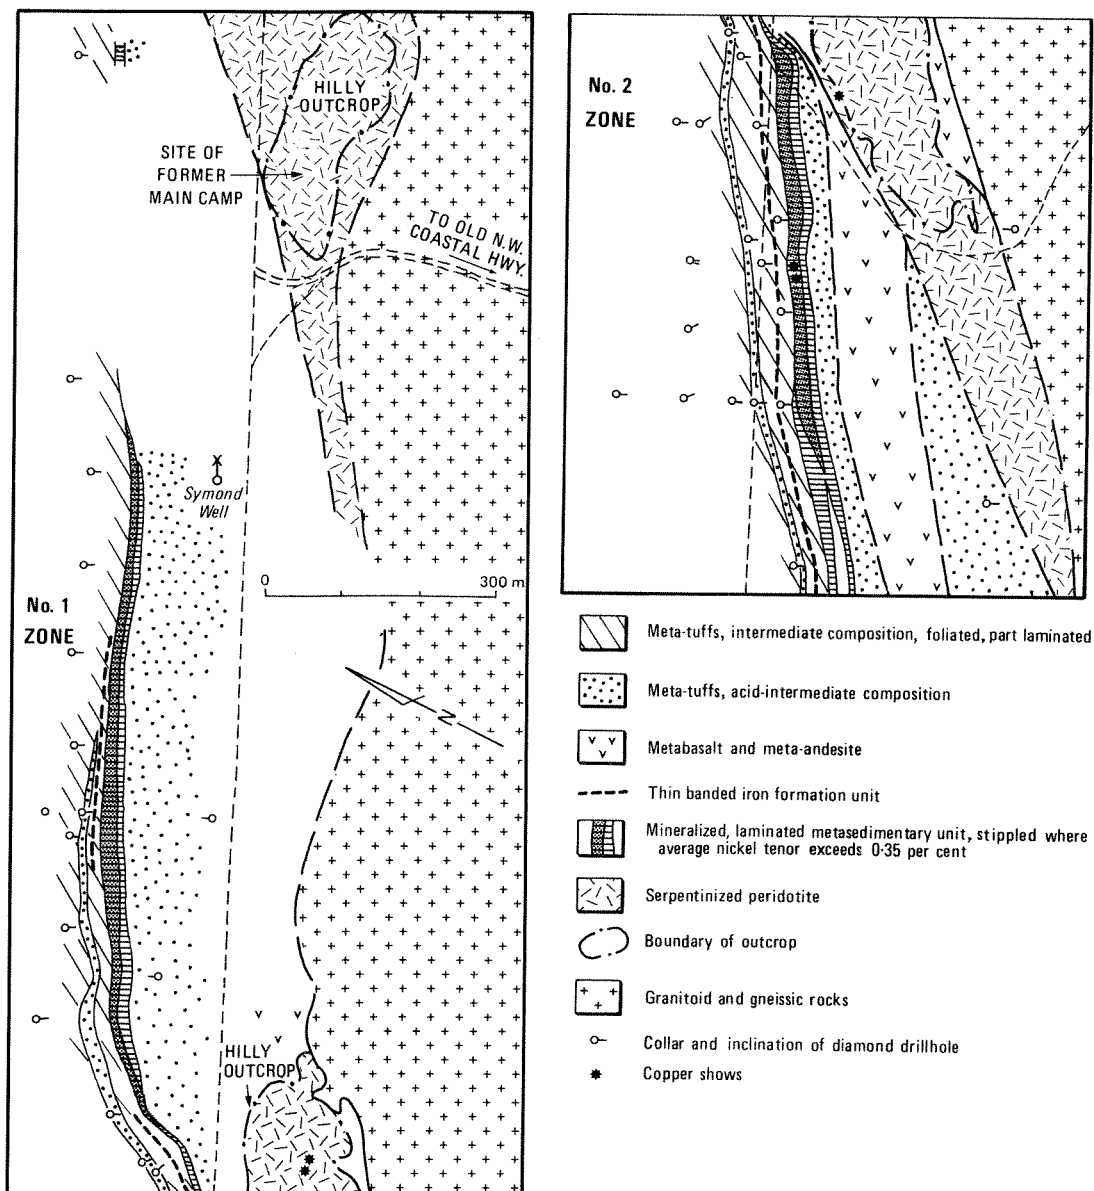 HILLY
OUTCROP
SITE OF
FORMER
MAIN CAMP
TO OLD N.W.
COASTAL HWY.
Symond
Well
0 300 m
No. 1
ZONE
N
HILLY
OUTCROP
No. 2
ZONE
Meta-tuffs, intermediate composition, foliated, part laminated
Meta-tuffs, acid-intermediate composition
Metabasalt and meta-andesite
Thin banded iron formation unit
Mineralized, laminated metasedimentary unit, stippled where
average nickel tenor exceeds 0·35 per cent
Serpentinized peridotite
Boundary of outcrop
Granitoid and gneissic rocks
Collar and inclination of diamond drillhole
Copper shows